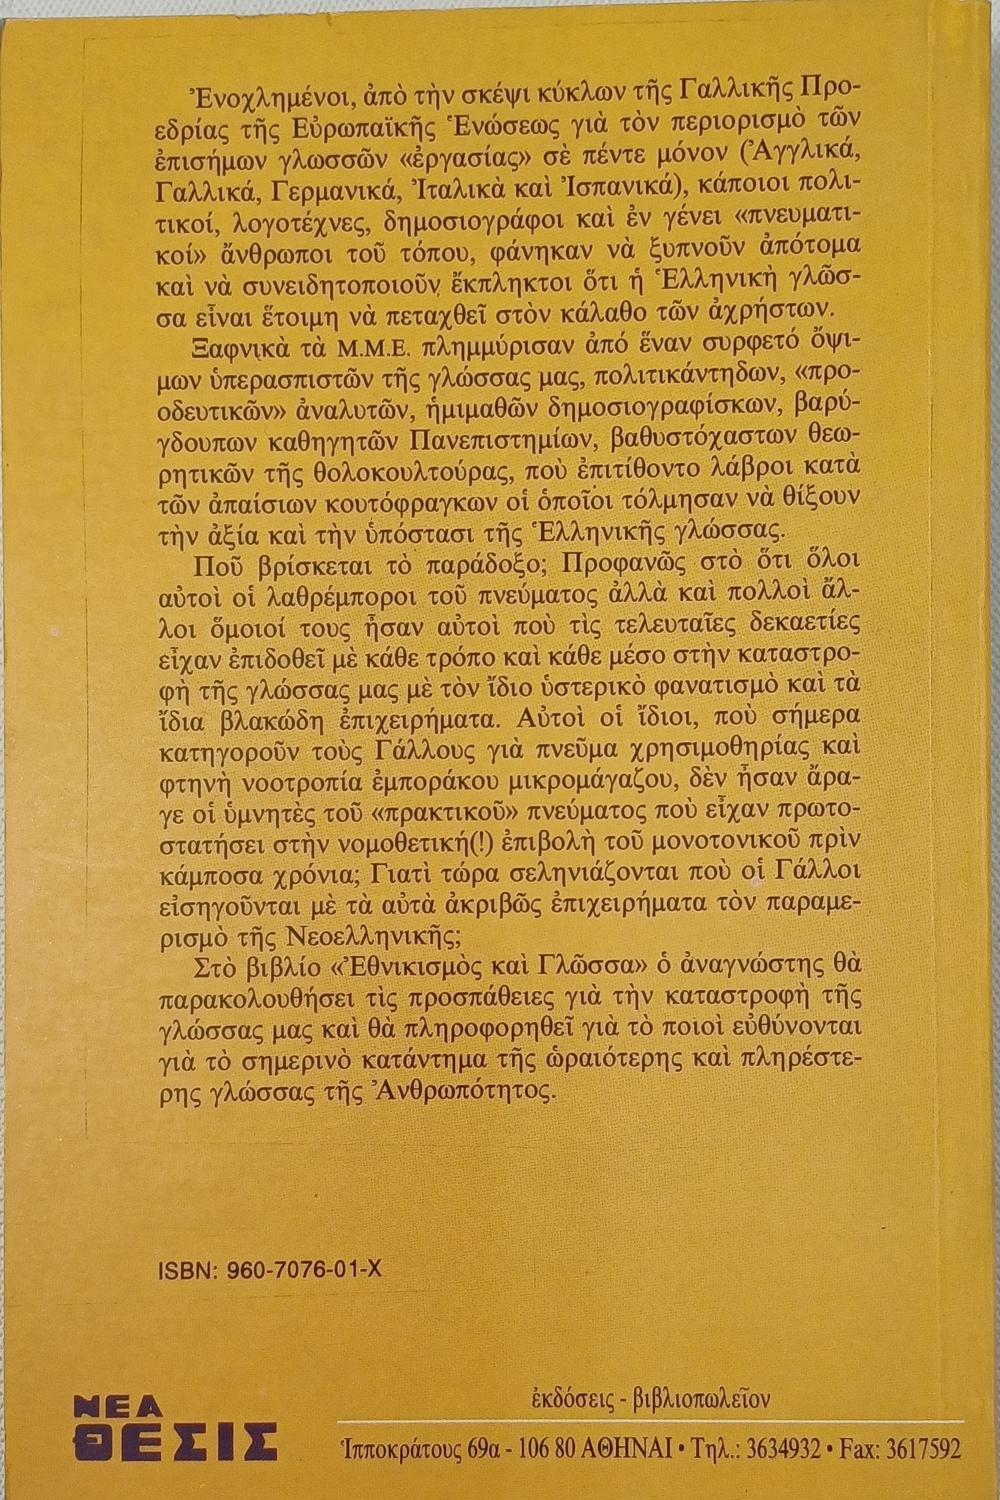 Ἐνοχλημένοι, ἀπὸ τὴν σκέψι κύκλων τῆς Γαλλικῆς Προ-
εδρίας τῆς Εὐρωπαϊκῆς Ἑνώσεως γιὰ τὸν περιορισμὸ τῶν
ἐπισήμων γλωσσῶν «ἐργασίας» σὲ πέντε μόνον (Ἀγγλικά,
Γαλλικά, Γερμανικά, Ἰταλικὰ καὶ Ἰσπανικά), κάποιοι πολι-
τικοί, λογοτέχνες, δημοσιογράφοι καὶ ἐν γένει «πνευματι-
κοί» ἄνθρωποι τοῦ τόπου, φάνηκαν νὰ ξυπνοῦν ἀπότομα
καὶ νὰ συνειδητοποιοῦν ἔκπληκτοι ὅτι ἡ Ἑλληνικὴ γλῶσ-
σα εἶναι ἕτοιμη νὰ πεταχθεῖ στὸν κάλαθο τῶν ἀχρήστων.
Ξαφνικὰ τὰ Μ.Μ.Ε. πλημμύρισαν ἀπό ἕναν συρφετό ὄψι-
μων ὑπερασπιστῶν τῆς γλώσσας μας, πολιτικάντηδων, «προ-
οδευτικῶν» ἀναλυτῶν, ἡμιμαθῶν δημοσιογραφίσκων, βαρύ-
γδουπων καθηγητῶν Πανεπιστημίων, βαθυστόχαστων θεω-
ρητικῶν τῆς θολοκουλτούρας, ποὺ ἐπιτίθοντο λάβροι κατὰ
τῶν ἀπαίσιων κουτόφραγκων οἱ ὁποῖοι τόλμησαν νὰ θίξουν
τὴν ἀξία καὶ τὴν ὑπόστασι τῆς Ἑλληνικῆς γλώσσας.
Ποῦ βρίσκεται τὸ παράδοξο; Προφανῶς στὸ ὅτι ὅλοι
αὐτοὶ οἱ λαθρέμποροι τοῦ πνεύματος ἀλλὰ καὶ πολλοὶ ἄλ-
λοι ὅμοιοί τους ἦσαν αὐτοὶ ποὺ τὶς τελευταῖες δεκαετίες
εἶχαν ἐπιδοθεῖ μὲ κάθε τρόπο καὶ κάθε μέσο στὴν καταστρο-
φὴ τῆς γλώσσας μας μὲ τὸν ἴδιο ὑστερικὸ φανατισμὸ καὶ τὰ
ἴδια βλακώδη ἐπιχειρήματα. Αὐτοὶ οἱ ἴδιοι, ποὺ σήμερα
κατηγοροῦν τοὺς Γάλλους γιὰ πνεῦμα χρησιμοθηρίας καὶ
φτηνὴ νοοτροπία ἐμποράκου μικρομάγαζου, δὲν ἦσαν ἄρα-
γε οἱ ὑμνητὲς τοῦ «πρακτικοῦ» πνεύματος ποὺ εἶχαν πρωτο-
στατήσει στὴν νομοθετική(!) ἐπιβολὴ τοῦ μονοτονικοῦ πρὶν
κάμποσα χρόνια; Γιατὶ τώρα σεληνιάζονται ποὺ οἱ Γάλλοι
εἰσηγοῦνται μὲ τὰ αὐτὰ ἀκριβῶς ἐπιχειρήματα τὸν παραμε-
ρισμὸ τῆς Νεοελληνικῆς;
Στὸ βιβλίο «Ἐθνικισμὸς καὶ Γλῶσσα» ὁ ἀναγνώστης θὰ
παρακολουθήσει τὶς προσπάθειες γιὰ τὴν καταστροφὴ τῆς
γλώσσας μας καὶ θὰ πληροφορηθεῖ γιὰ τὸ ποιοὶ εὐθύνονται
γιὰ τὸ σημερινὸ κατάντημα τῆς ὡραιότερης καὶ πληρέστε-
ρης γλώσσας τῆς Ἀνθρωπότητος.
ISBN: 960-7076-01-X
ΝΕΑ
ΘΕΣΙΣ
ἐκδόσεις - βιβλιοπωλεῖον
Ἱπποκράτους 69α - 106 80 ΑΘΗΝΑΙ • Τηλ.: 3634932 • Fax: 3617592